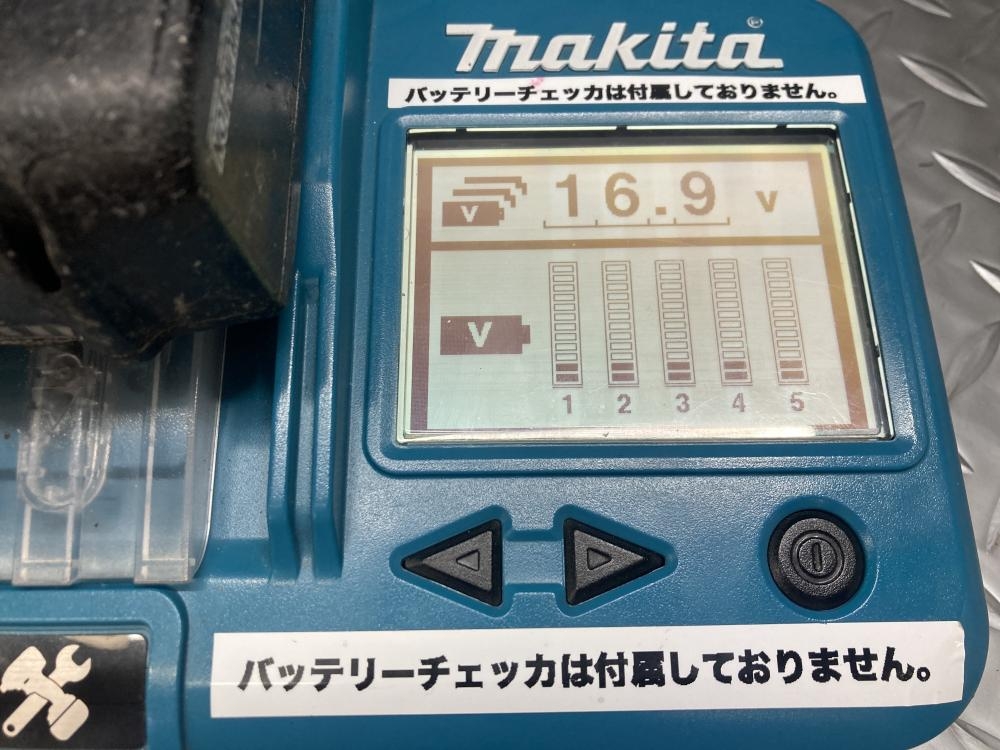 makita®
バッテリーチェッカは付属しておりません。
V 16.9 v
V
1 2 3 4 5
バッテリーチェッカは付属しておりません。